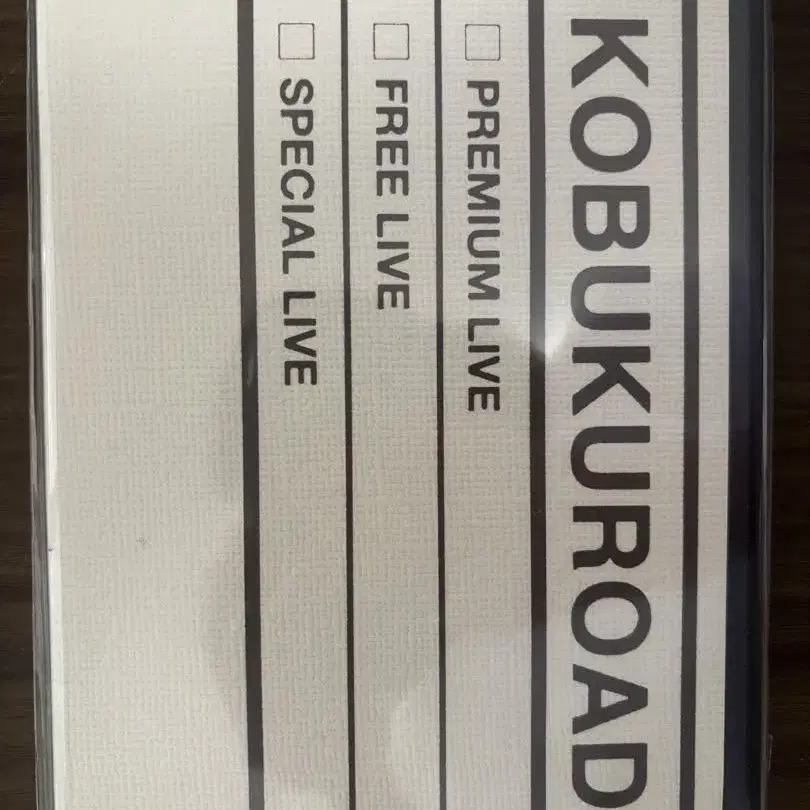 KOBUKUROAD
☐ PREMIUM LIVE
☐ FREE LIVE
☐ SPECIAL LIVE